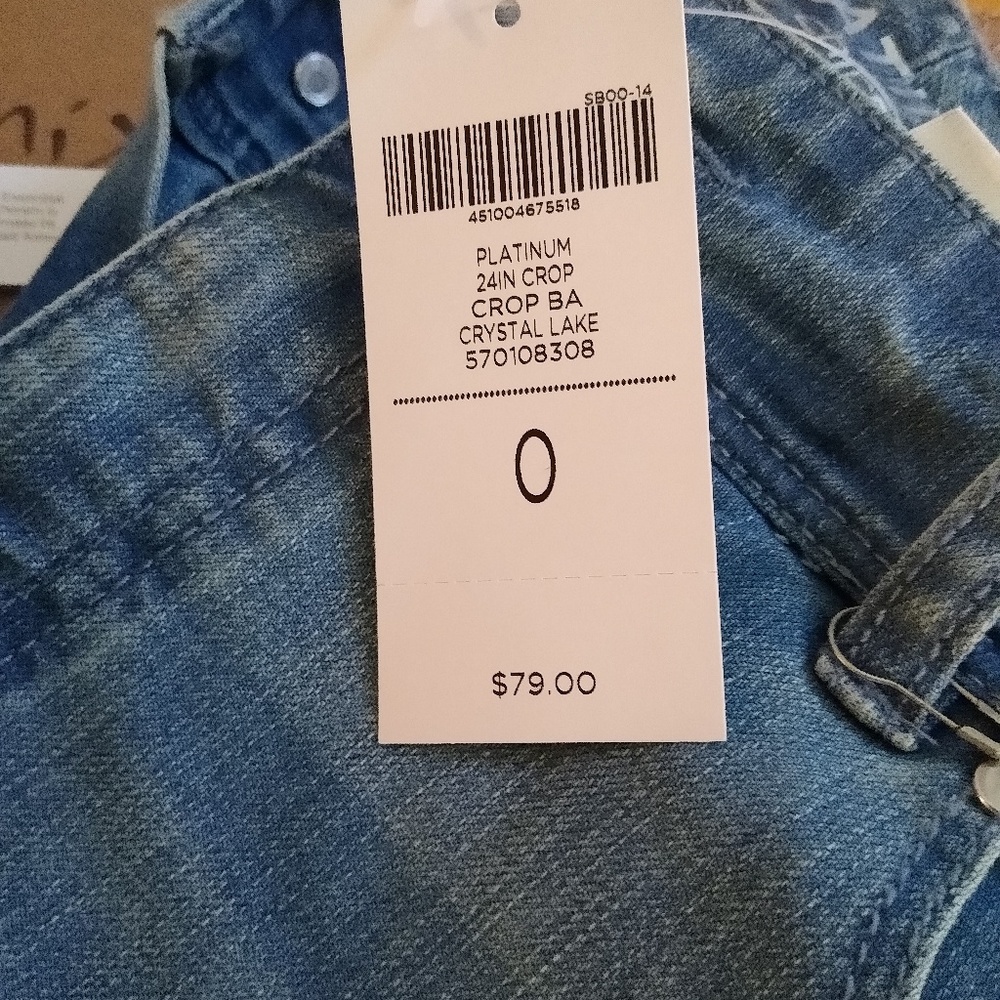 SB00-14
451004675518
PLATINUM
24IN CROP
CROP BA
CRYSTAL LAKE
570108308
0
$79.00